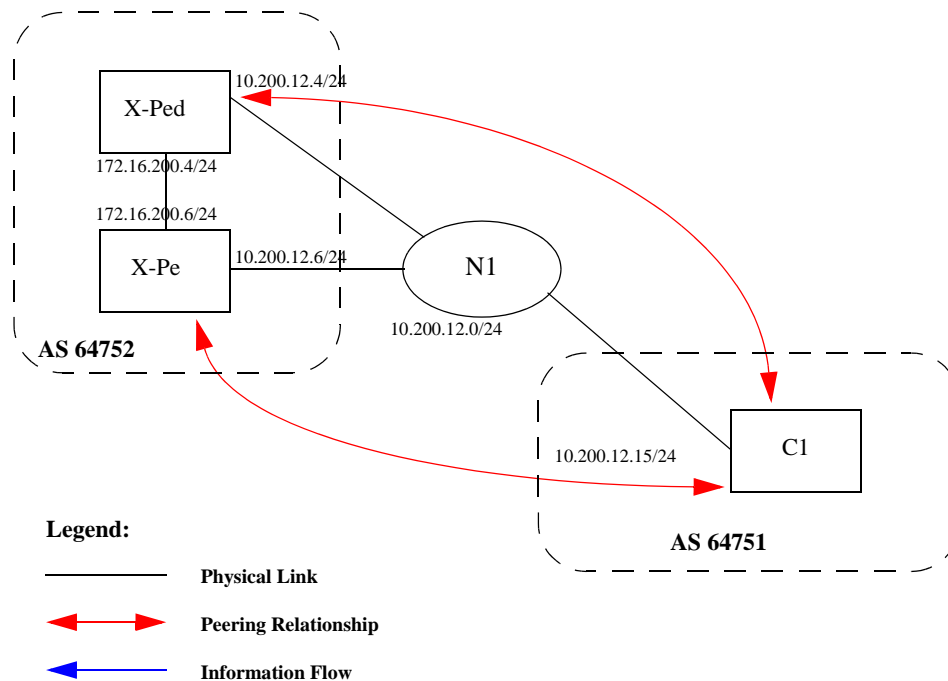 10.200.12.4/24
X-Ped
172.16.200.4/24
172.16.200.6/24
X-Pe
10.200.12.6/24
N1
10.200.12.0/24
AS 64752
C1
10.200.12.15/24
AS 64751
Legend:
Physical Link
Peering Relationship
Information Flow